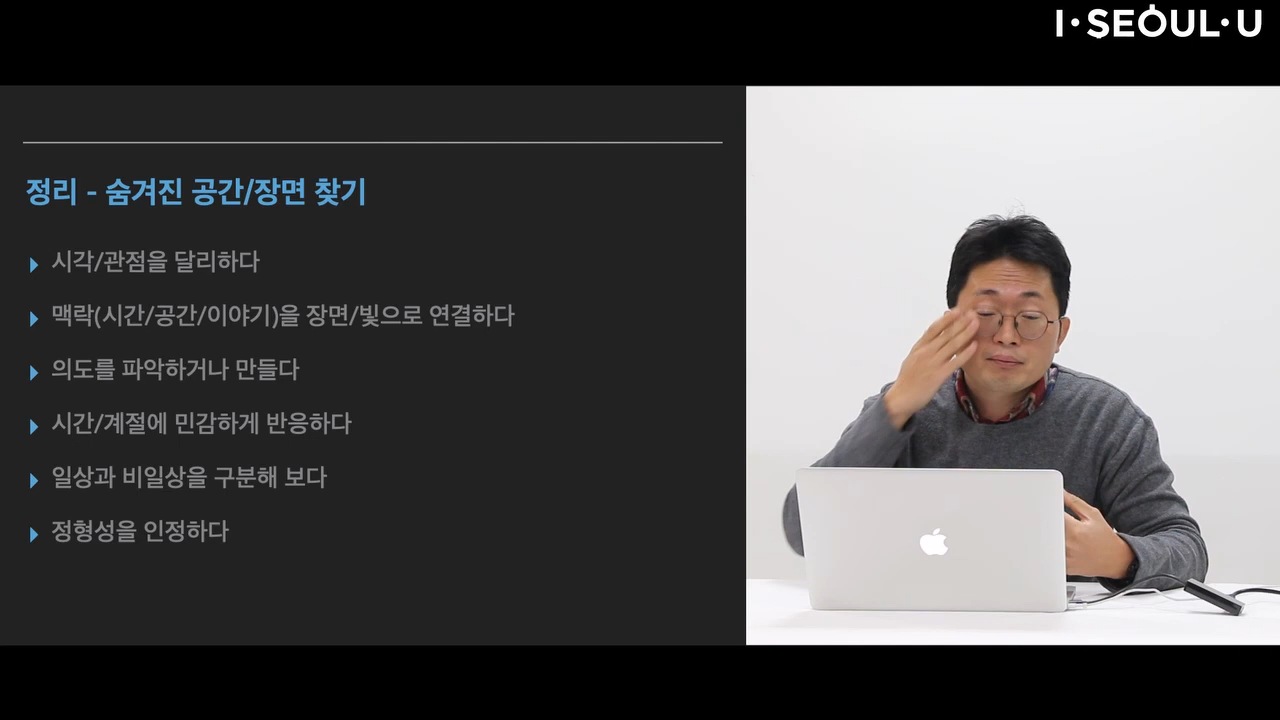 I·SEOUL·U
정리 - 숨겨진 공간/장면 찾기
시각/관점을 달리하다
맥락(시간/공간/이야기)을 장면/빛으로 연결하다
의도를 파악하거나 만들다
시간/계절에 민감하게 반응하다
일상과 비일상을 구분해 보다
정형성을 인정하다